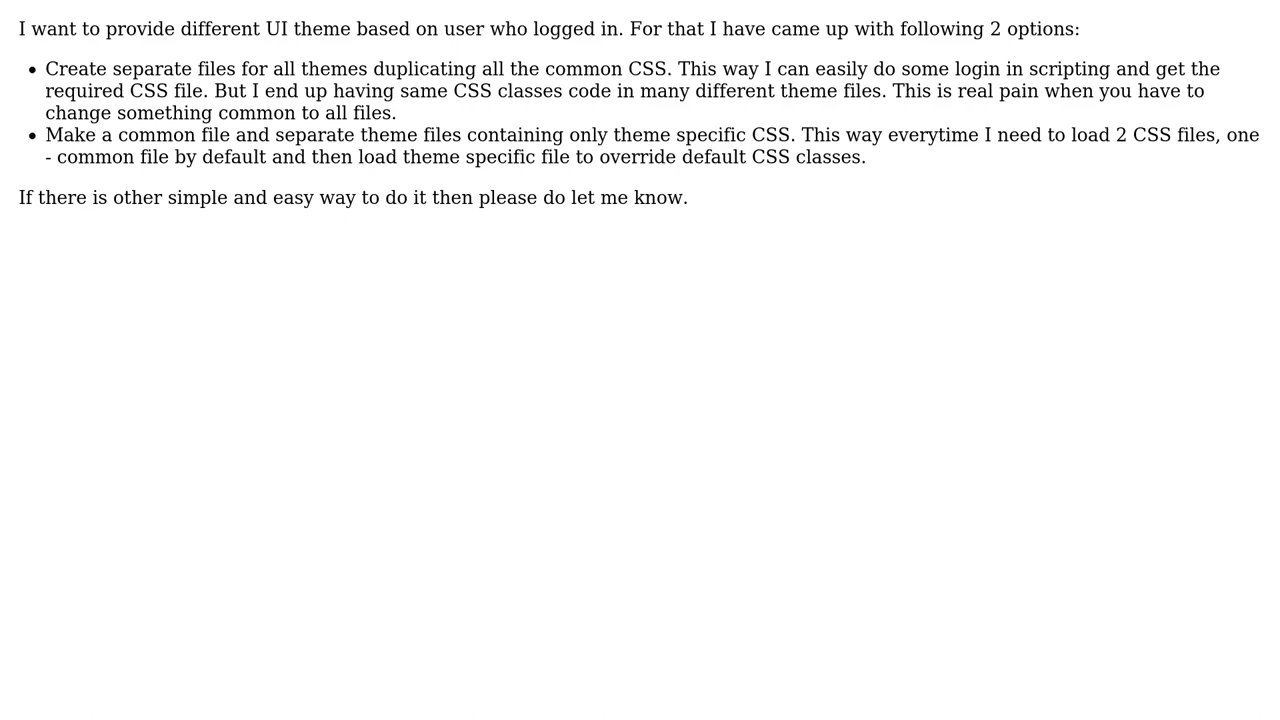 I want to provide different UI theme based on user who logged in. For that I have came up with following 2 options:
• Create separate files for all themes duplicating all the common CSS. This way I can easily do some login in scripting and get the
required CSS file. But I end up having same CSS classes code in many different theme files. This is real pain when you have to
change something common to all files.
• Make a common file and separate theme files containing only theme specific CSS. This way everytime I need to load 2 CSS files, one
- common file by default and then load theme specific file to override default CSS classes.
If there is other simple and easy way to do it then please do let me know.